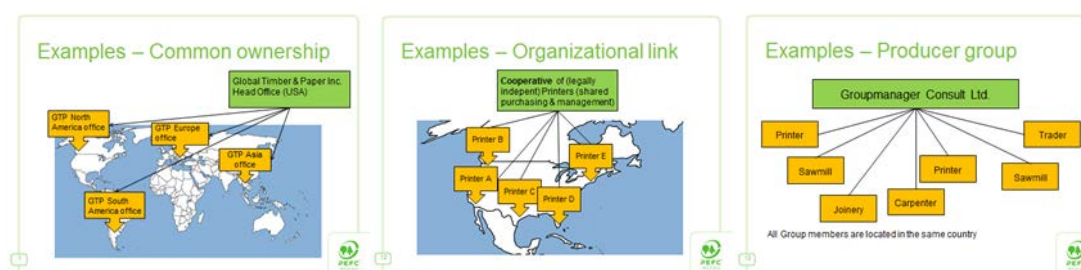 Examples – Common ownership
Global Timber & Paper Inc.
Head Office (USA)
GTP North
America office
GTP Europe
office
GTP Asia
office
GTP South
America office
PEFC
Examples – Organizational link
Cooperative of (legally
indepent) Printers (shared
purchasing & management)
Printer B
Printer E
Printer A
Printer C
Printer D
12
PEFC
Examples – Producer group
Groupmanager Consult Ltd.
Printer
Trader
Sawmill
Printer
Sawmill
Joinery
Carpenter
All Group members are located in the same country
PEFC